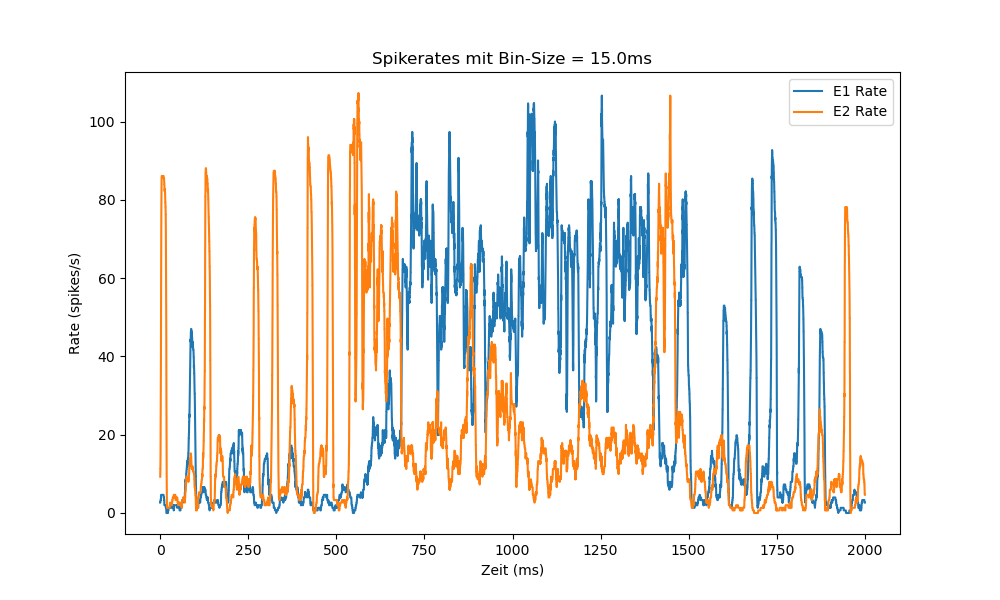 Spikerates mit Bin-Size = 15.0ms
E1 Rate
E2 Rate
Rate (spikes/s)
100
80
60
40
20
0
0 250 500 750 1000 1250 1500 1750 2000
Zeit (ms)